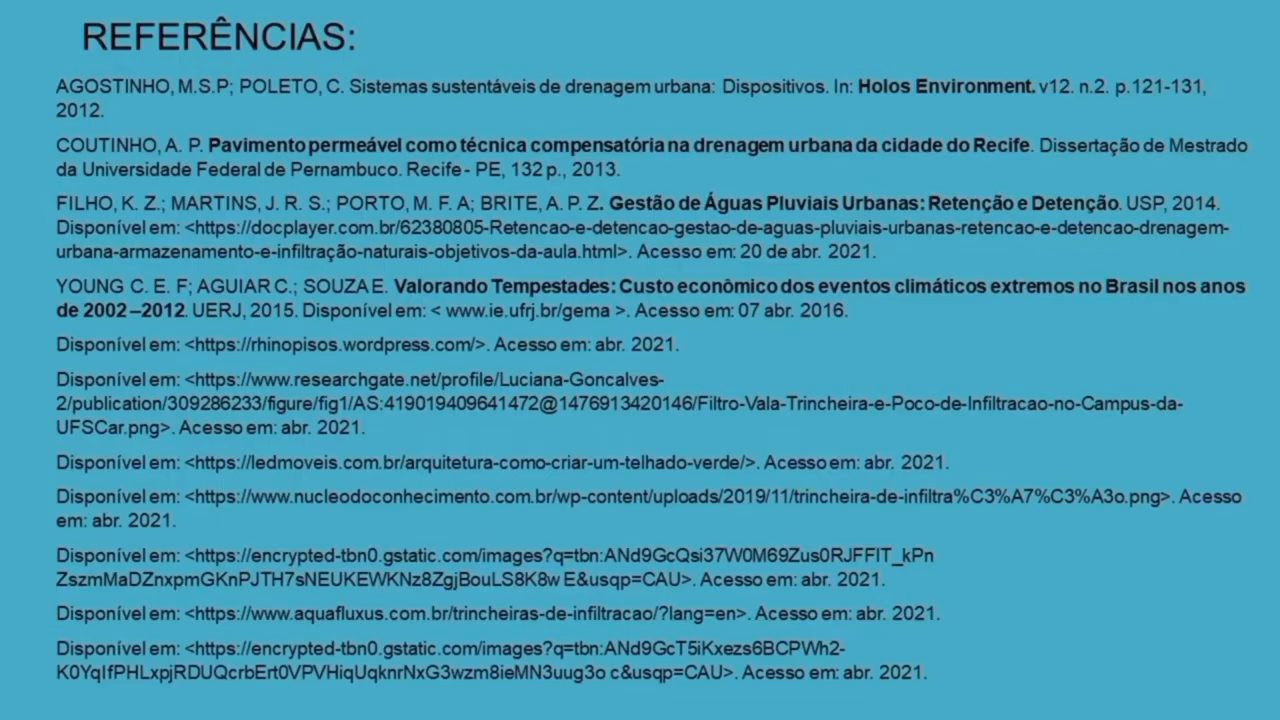 REFERÊNCIAS:
AGOSTINHO, M.S.P; POLETO, C. Sistemas sustentáveis de drenagem urbana: Dispositivos. In: Holos Environment. v12. n.2. p.121-131,
2012.
COUTINHO, A. P. Pavimento permeável como técnica compensatória na drenagem urbana da cidade do Recife. Dissertação de Mestrado
da Universidade Federal de Pernambuco. Recife - PE, 132 p., 2013.
FILHO, K. Z.; MARTINS, J. R. S.; PORTO, M. F. A; BRITE, A. P. Z. Gestão de Águas Pluviais Urbanas: Retenção e Detenção. USP, 2014.
Disponível em: <https://docplayer.com.br/62380805-Retencao-e-detencao-gestao-de-aguas-pluviais-urbanas-retencao-e-detencao-drenagem-
urbana-armazenamento-e-infiltração-naturais-objetivos-da-aula.html>. Acesso em: 20 de abr. 2021.
YOUNG C. E. F; AGUIAR C.; SOUZA E. Valorando Tempestades: Custo econômico dos eventos climáticos extremos no Brasil nos anos
de 2002 –2012. UERJ, 2015. Disponível em: < www.ie.ufrj.br/gema >. Acesso em: 07 abr. 2016.
Disponível em: <https://rhinopisos.wordpress.com/>. Acesso em: abr. 2021.
Disponível em: <https://www.researchgate.net/profile/Luciana-Goncalves-
2/publication/309286233/figure/fig1/AS:419019409641472@1476913420146/Filtro-Vala-Trincheira-e-Poco-de-Infiltracao-no-Campus-da-
UFSCar.png>. Acesso em: abr. 2021.
Disponível em: <https://ledmoveis.com.br/arquitetura-como-criar-um-telhado-verde/>. Acesso em: abr. 2021.
Disponível em: <https://www.nucleodoconhecimento.com.br/wp-content/uploads/2019/11/trincheira-de-infiltra%C3%A7%C3%A3o.png>. Acesso
em: abr. 2021.
Disponível em: <https://encrypted-tbn0.gstatic.com/images?q=tbn:ANd9GcQsi37W0M69Zus0RJFFIT_kPn
ZszmMaDZnxpmGKnPJTH7sNEUKEWKNz8ZgjBouLS8K8w E&usqp=CAU>. Acesso em: abr. 2021.
Disponível em: <https://www.aquafluxus.com.br/trincheiras-de-infiltracao/?lang=en>. Acesso em: abr. 2021.
Disponível em: <https://encrypted-tbn0.gstatic.com/images?q=tbn:ANd9GcT5iKxezs6BCPWh2-
K0YqIfPHLxpjRDUQcrbErt0VPVHiqUqknrNxG3wzm8ieMN3uug3o c&usqp=CAU>. Acesso em: abr. 2021.